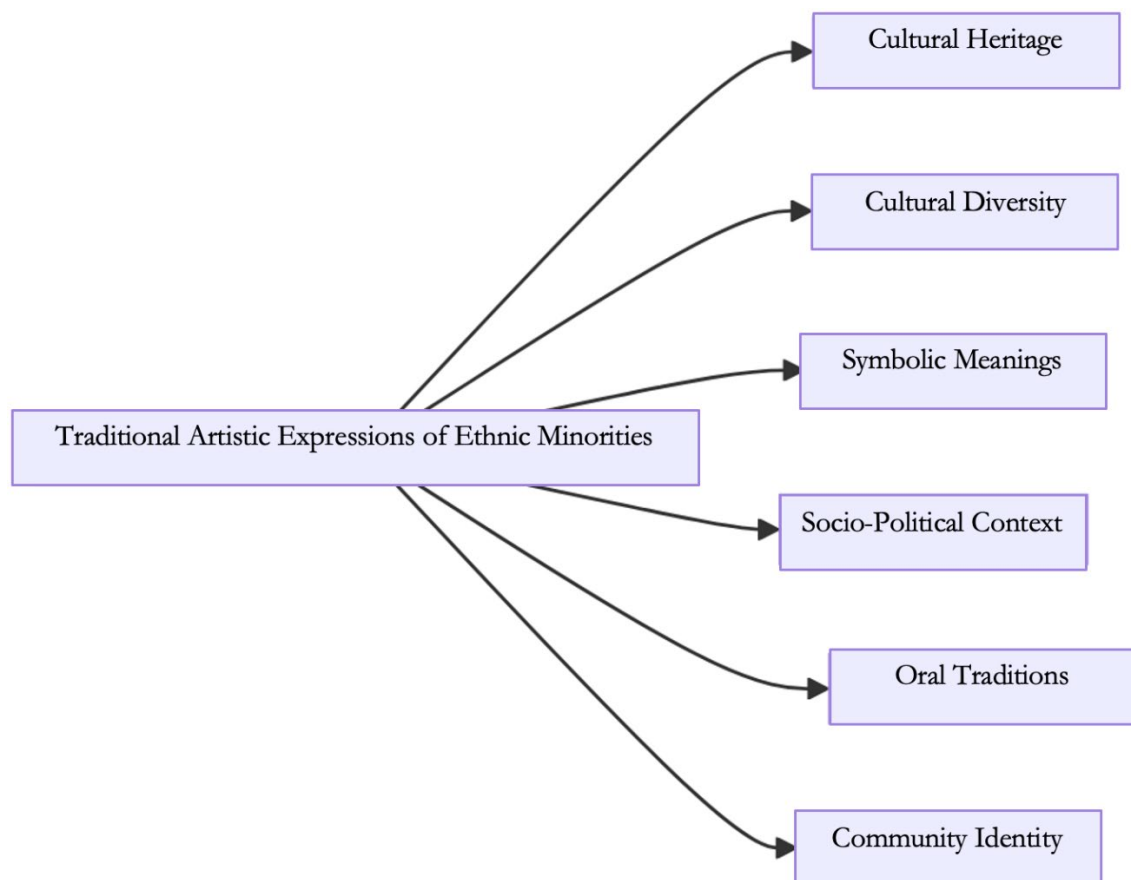 Cultural Heritage
Cultural Diversity
Symbolic Meanings
Traditional Artistic Expressions of Ethnic Minorities
Socio-Political Context
Oral Traditions
Community Identity